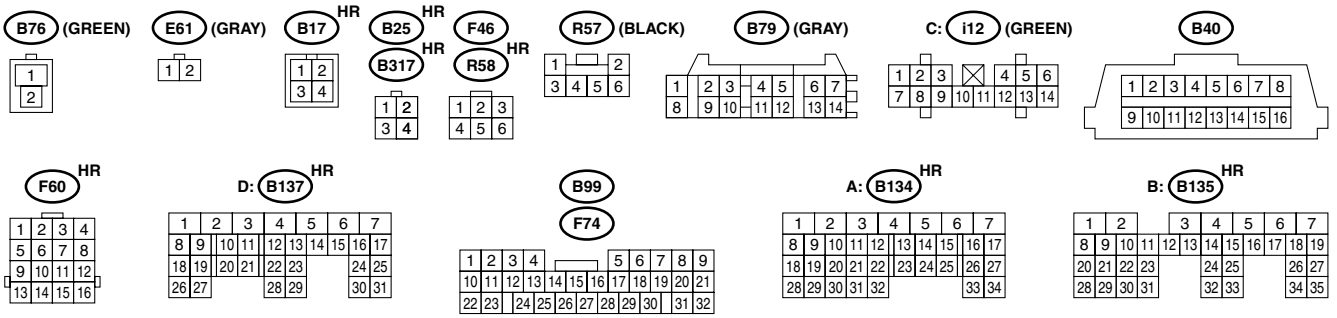 B76 (GREEN)
1
2
E61 (GRAY)
1 2
B17 HR
1 2
3 4
B25 HR
B317 HR
1 2
3 4
F46
R58 HR
1 2 3
4 5 6
R57 (BLACK)
1 2
3 4 5 6
B79 (GRAY)
1 2 3 4 5 6 7
8 9 10 11 12 13 14
C: i12 (GREEN)
1 2 3 4 5 6
7 8 9 10 11 12 13 14
B40
1 2 3 4 5 6 7 8
9 10 11 12 13 14 15 16
F60 HR
1 2 3 4
5 6 7 8
9 10 11 12
13 14 15 16
D: B137 HR
1 2 3 4 5 6 7
8 9 10 11 12 13 14 15 16 17
18 19 20 21 22 23 24 25
26 27 28 29 30 31
B99
F74
1 2 3 4 5 6 7 8 9
10 11 12 13 14 15 16 17 18 19 20 21
22 23 24 25 26 27 28 29 30 31 32
A: B134 HR
1 2 3 4 5 6 7
8 9 10 11 12 13 14 15 16 17
18 19 20 21 22 23 24 25 26 27
28 29 30 31 32 33 34
B: B135 HR
1 2 3 4 5 6 7
8 9 10 11 12 13 14 15 16 17 18 19
20 21 22 23 24 25 26 27
28 29 30 31 32 33 34 35